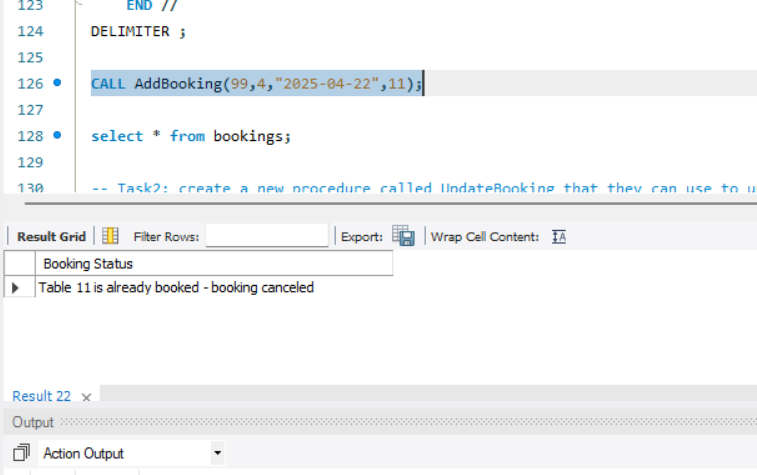 123 END //
124 DELIMITER ;
125
126 CALL AddBooking(99,4,"2025-04-22",11);
127
128 select * from bookings;
129
130 -- Task2: create a new procedure called UpdateBooking that they can use to u
Result Grid Filter Rows: Export: Wrap Cell Content: IA
Booking Status
Table 11 is already booked - booking canceled
Result 22 ×
Output
Action Output